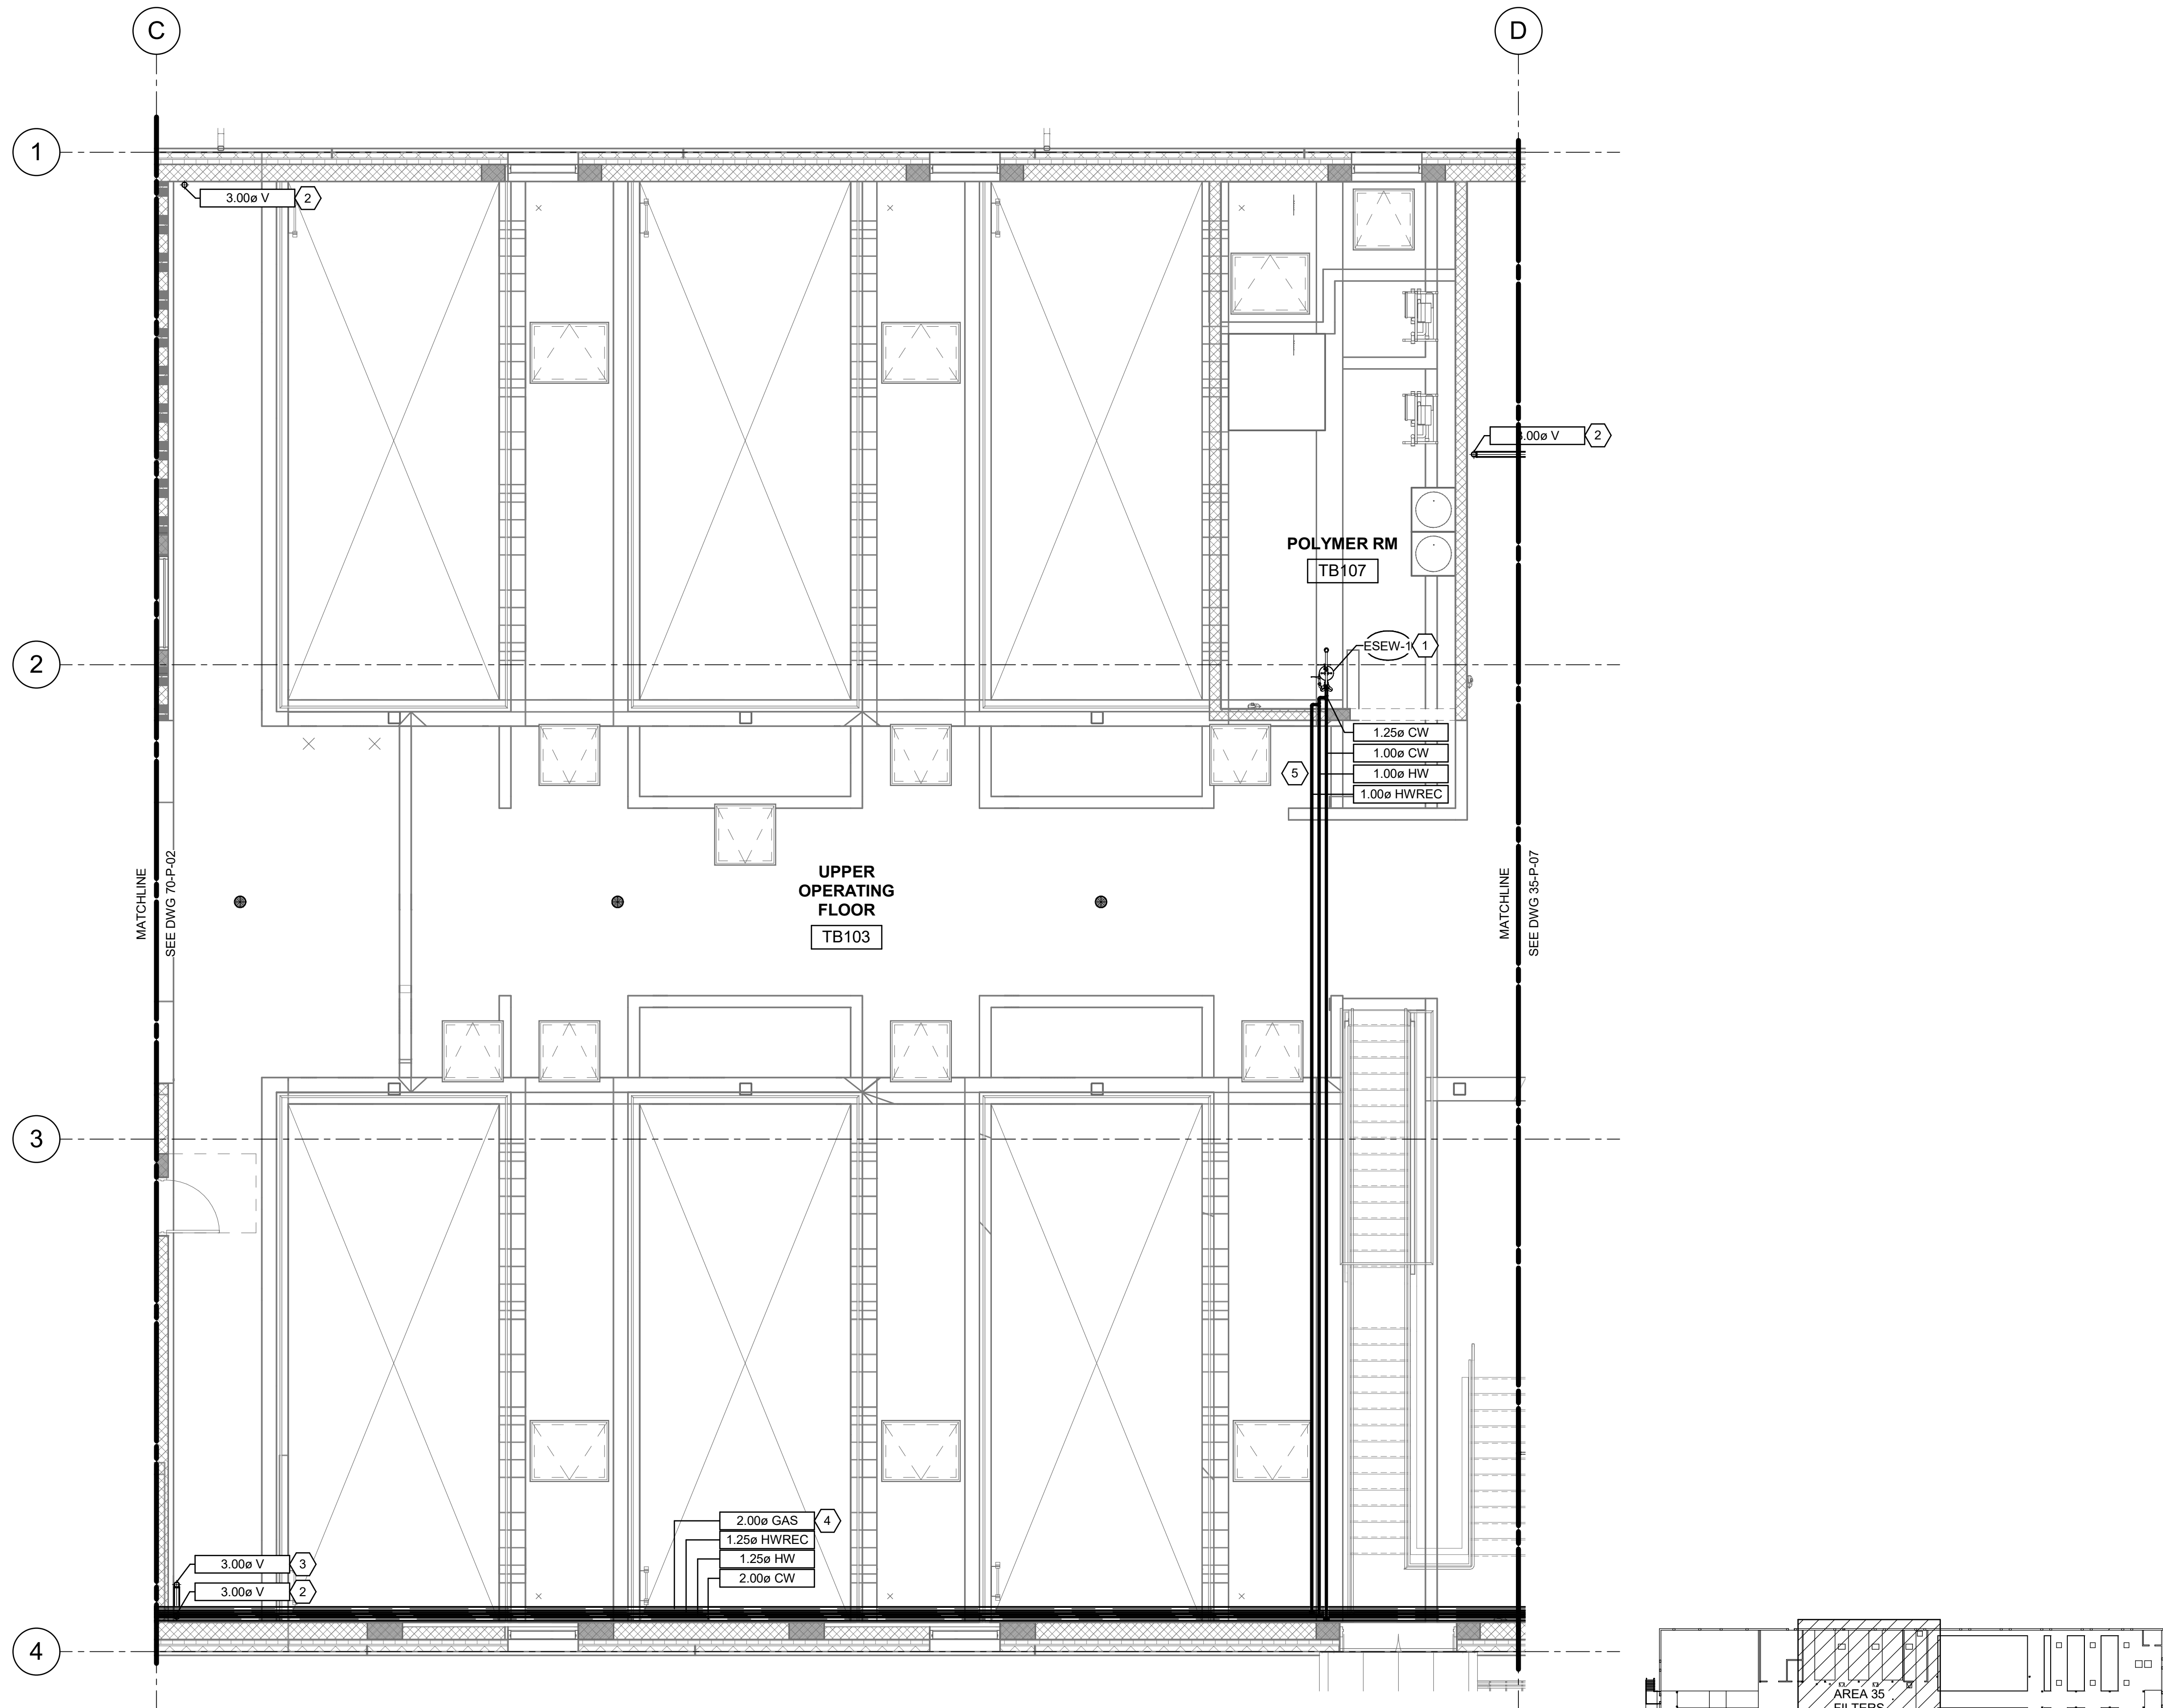 C
D
1
3.00ø V
2
.00ø V
2
POLYMER RM
TB107
2
ESEW-1
1
1.25ø CW
1.00ø CW
5
1.00ø HW
1.00ø HWREC
MATCHLINE
SEE DWG 70-P-02
UPPER
OPERATING
FLOOR
TB103
MATCHLINE
SEE DWG 35-P-07
3
2.00ø GAS
4
1.25ø HWREC
1.25ø HW
2.00ø CW
3.00ø V
3
3.00ø V
2
4
AREA 35
FILTERS